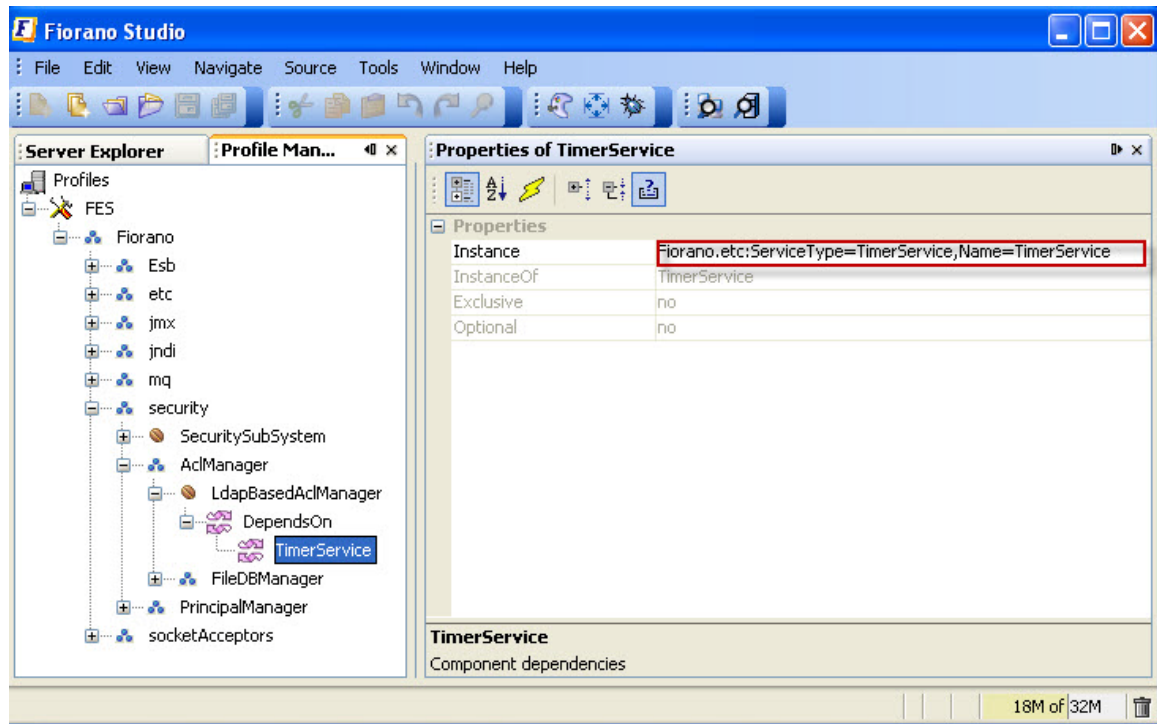 Fiorano Studio
File Edit View Navigate Source Tools Window Help
Server Explorer Profile Man...
Profiles
FES
Fiorano
Esb
etc
jmx
jndi
mq
security
SecuritySubSystem
AclManager
LdapBasedAclManager
DependsOn
TimerService
FileDBManager
PrincipalManager
socketAcceptors
Properties of TimerService
Properties
Instance Fiorano.etc:ServiceType=TimerService,Name=TimerService
InstanceOf TimerService
Exclusive no
Optional no
TimerService
Component dependencies
18M of 32M